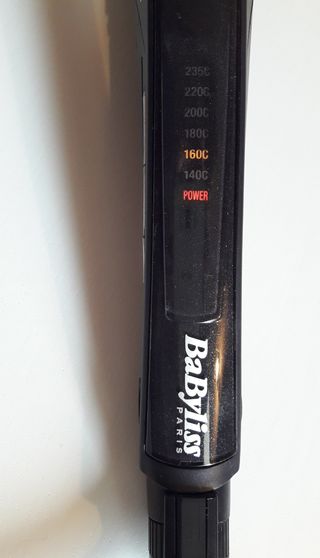 235C
220C
200C
180C
160C
140C
POWER
BaByliss
PARIS